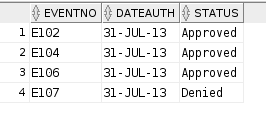 EVENTNO DATEAUTH STATUS
1 E102 31-JUL-13 Approved
2 E104 31-JUL-13 Approved
3 E106 31-JUL-13 Approved
4 E107 31-JUL-13 Denied